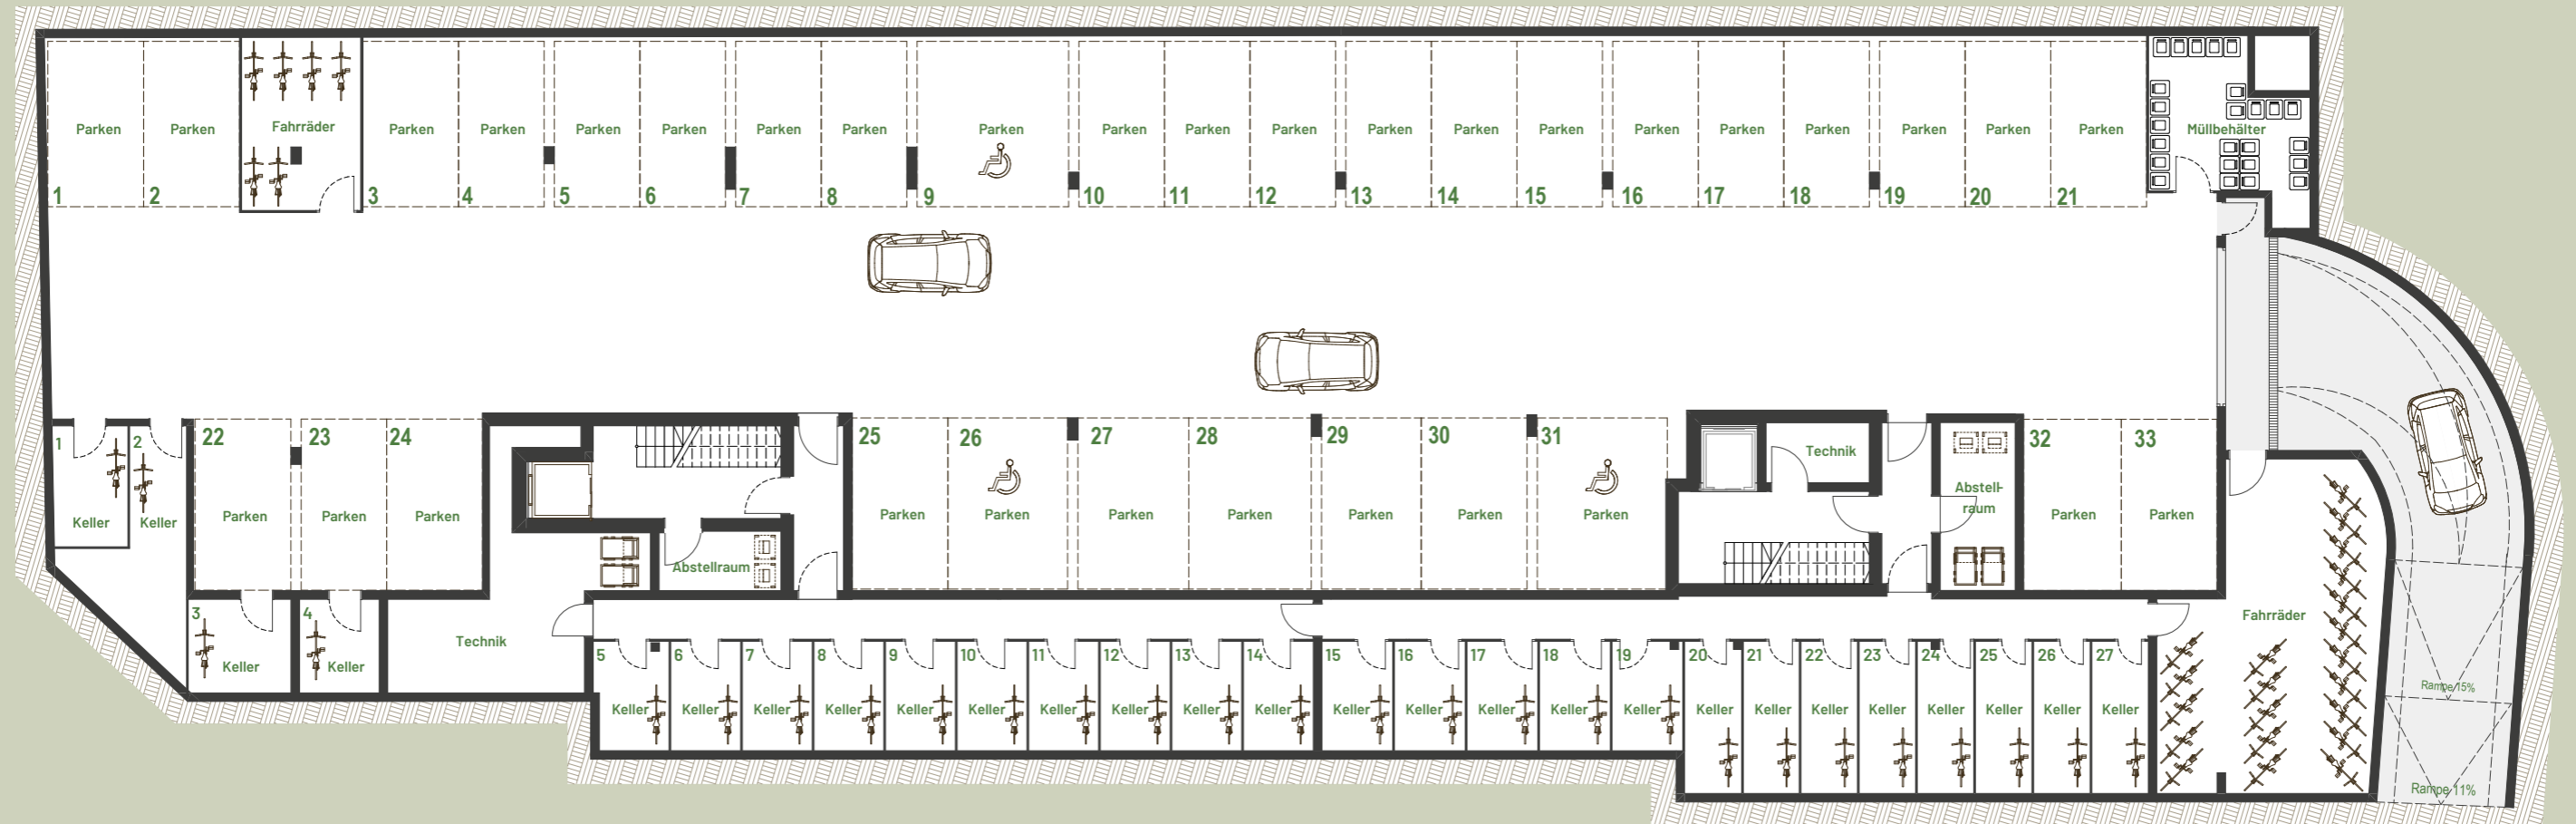 Parken Parken Fahrräder Parken Parken Parken Parken Parken Parken Parken Parken Parken Parken Parken Parken Parken Parken Parken Parken Parken Parken Parken Müllbehälter
1 2 3 4 5 6 7 8 9 10 11 12 13 14 15 16 17 18 19 20 21
1 2 22 23 24 25 26 27 28 29 30 31 32 33
Technik
Abstell-
raum
Keller Keller Parken Parken Parken Parken Parken Parken Parken Parken Parken Parken Parken Parken
Abstellraum
3 4 Fahrräder
Technik
Keller Keller
5 6 7 8 9 10 11 12 13 14 15 16 17 18 19 20 21 22 23 24 25 26 27
Rampe 15%
Keller Keller Keller Keller Keller Keller Keller Keller Keller Keller Keller Keller Keller Keller Keller Keller Keller Keller Keller Keller Keller Keller Keller
Rampe 11%